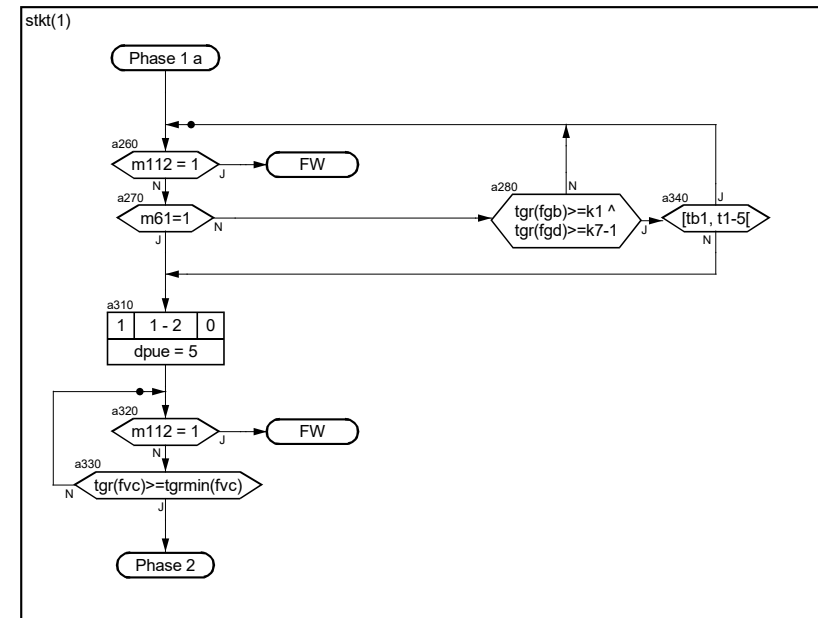 stkt(1)
Phase 1 a
a260
m112 = 1
J
FW
N
a270
m61=1
N
J
a280
N
tgr(fgb)>=k1 ^
tgr(fgd)>=k7-1
J
a340
J
[tb1, t1-5[
N
a310
1 1 - 2 0
dpue = 5
a320
m112 = 1
J
FW
N
a330
tgr(fvc)>=tgrmin(fvc)
N
J
Phase 2